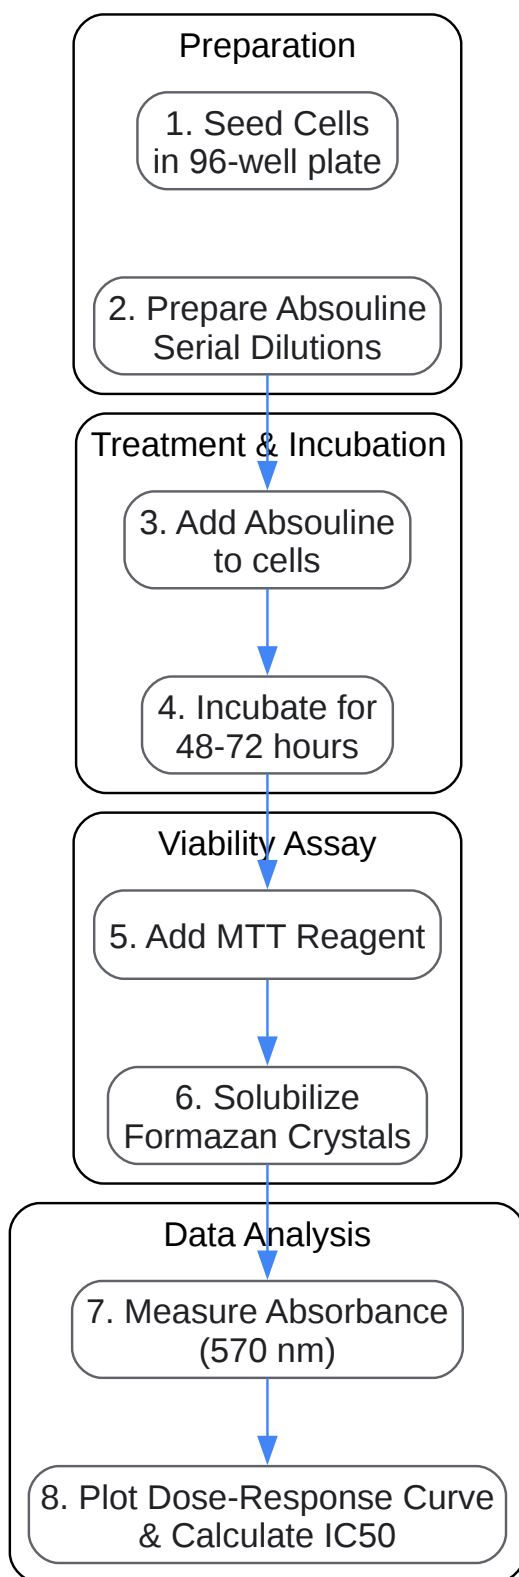 Preparation
1. Seed Cells
in 96-well plate
2. Prepare Absouline
Serial Dilutions
Treatment & Incubation
3. Add Absouline
to cells
4. Incubate for
48-72 hours
Viability Assay
5. Add MTT Reagent
6. Solubilize
Formazan Crystals
Data Analysis
7. Measure Absorbance
(570 nm)
8. Plot Dose-Response Curve
& Calculate IC50